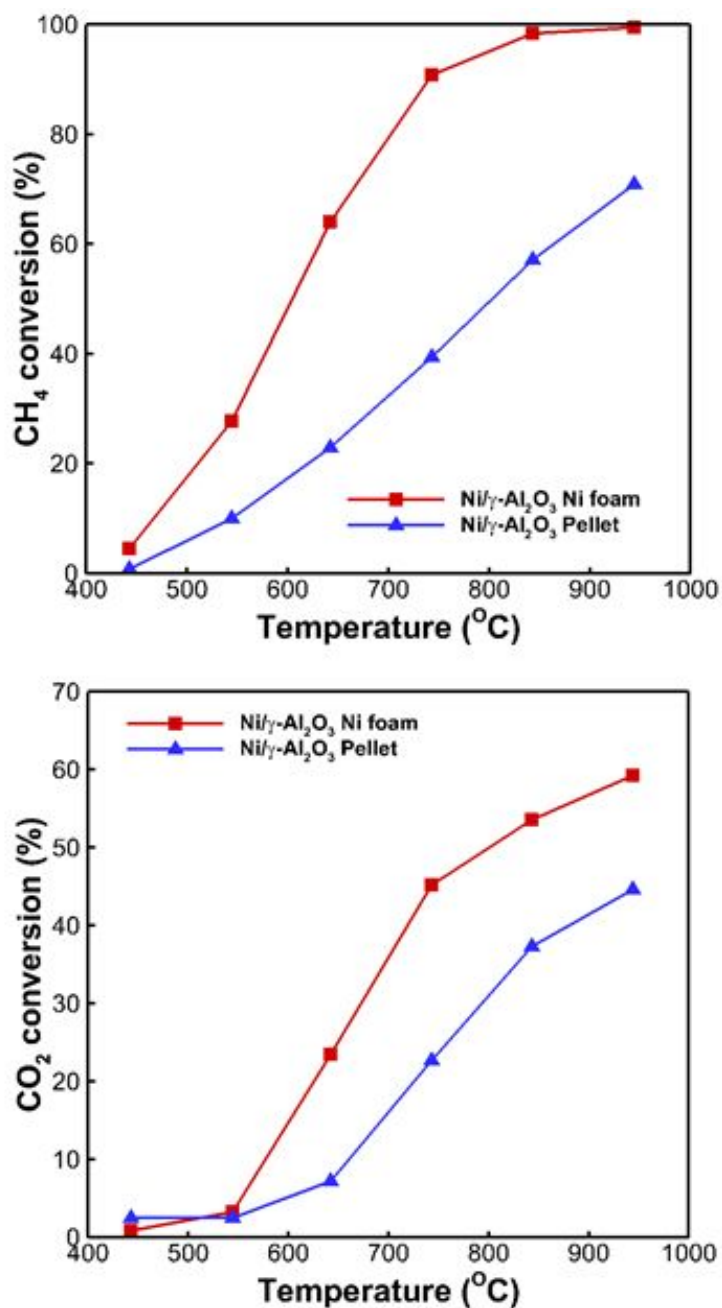 100
80
60
40
20
0
CH₄ conversion (%)
Ni/γ-Al₂O₃ Ni foam
Ni/γ-Al₂O₃ Pellet
400 500 600 700 800 900 1000
Temperature (ᴼC)
70
60
50
40
30
20
10
0
CO₂ conversion (%)
Ni/γ-Al₂O₃ Ni foam
Ni/γ-Al₂O₃ Pellet
400 500 600 700 800 900 1000
Temperature (ᴼC)